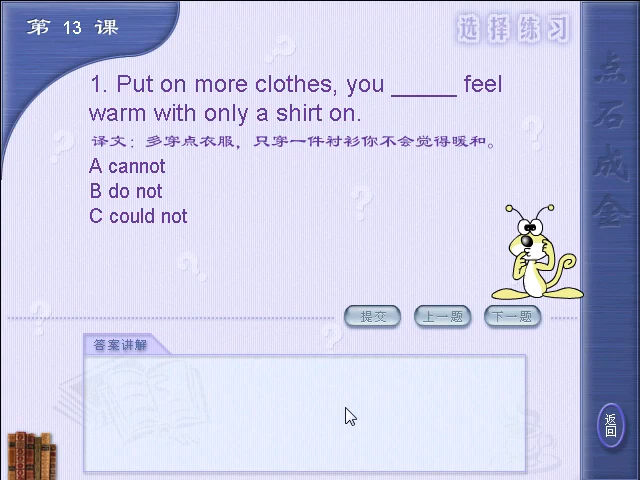 第 13 课
选择练习
点石成金
1. Put on more clothes, you _____ feel
warm with only a shirt on.
译文：多穿点衣服，只穿一件衬衫你不会觉得暖和。
A cannot
B do not
C could not
提交
上一题
下一题
答案讲解
返回